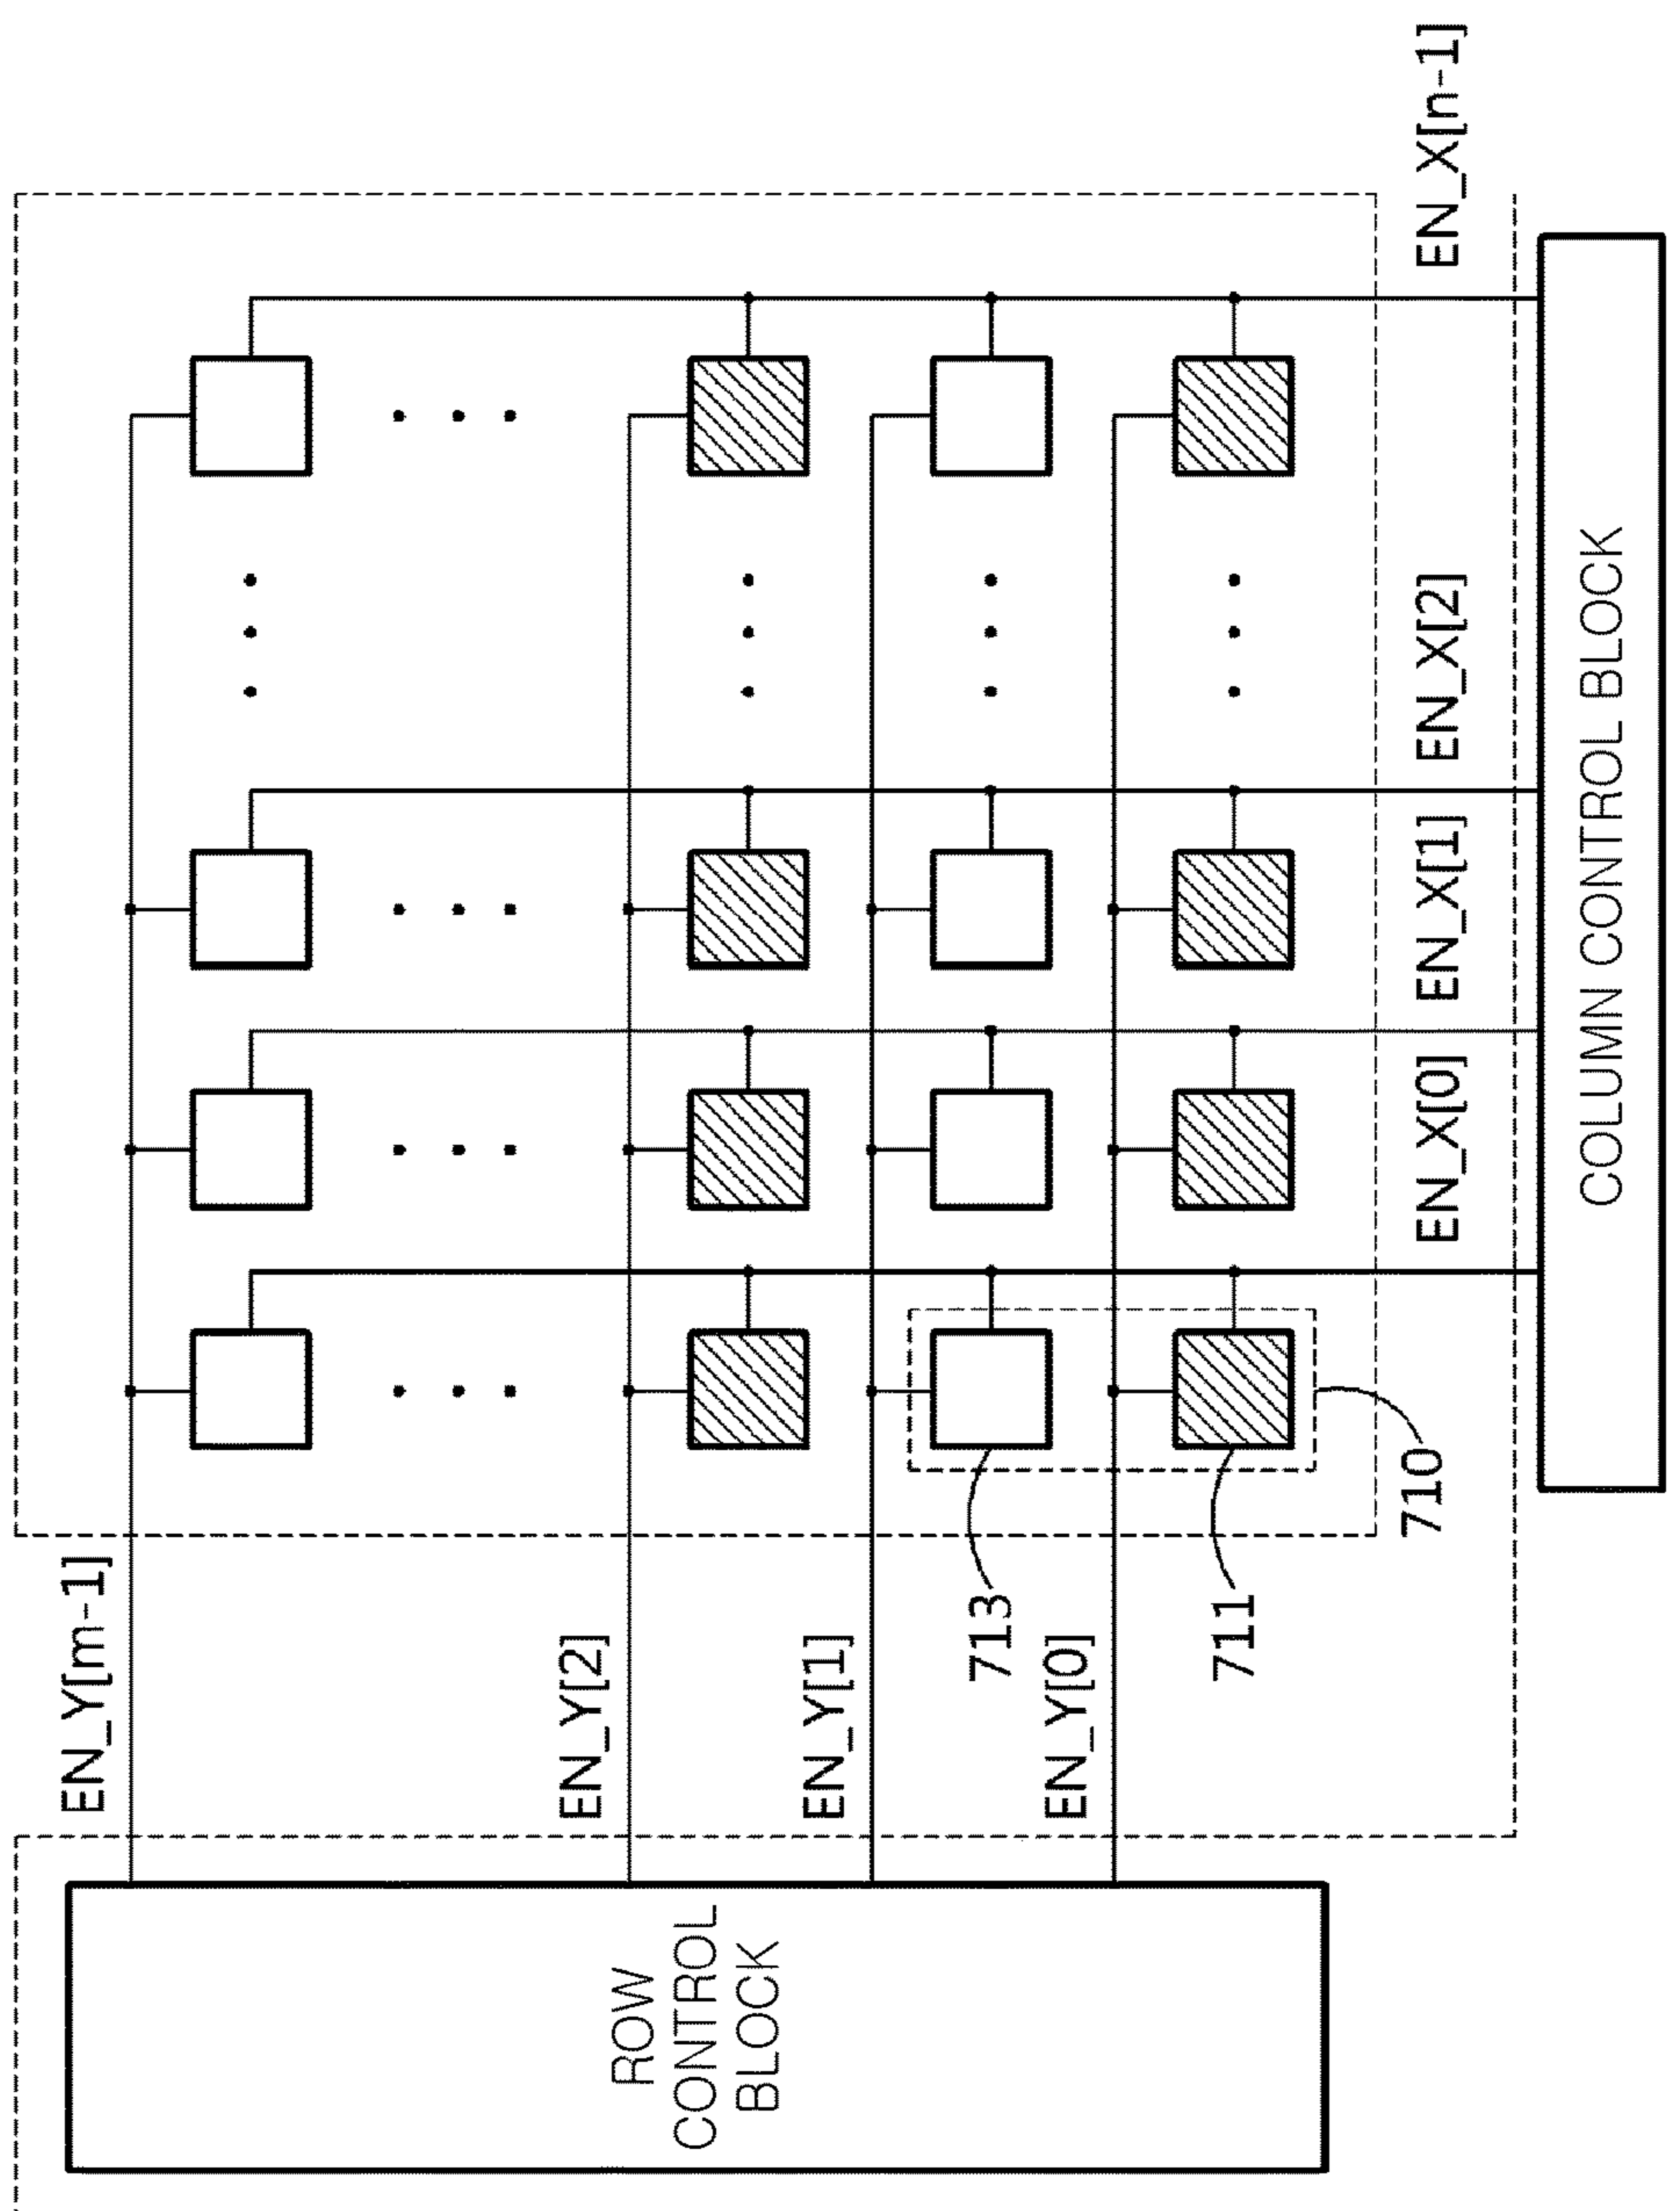 EN_Y[m-1]
EN_Y[2]
ROW
CONTROL
BLOCK
EN_Y[1]
713
EN_Y[0]
711
710
EN_X[0]
EN_X[1]
EN_X[2]
EN_X[n-1]
COLUMN CONTROL BLOCK